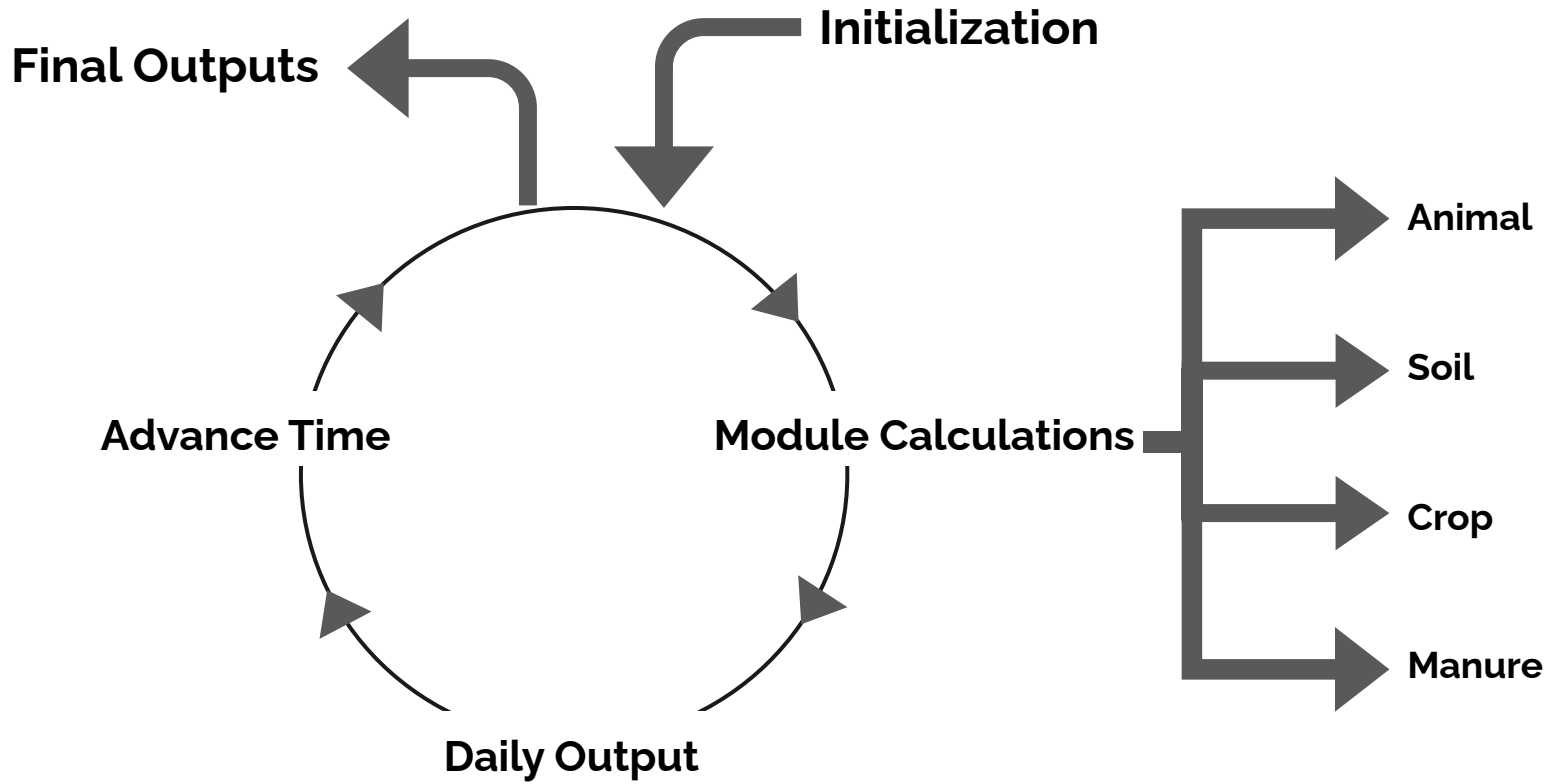 Initialization
Final Outputs
Animal
Soil
Advance Time
Module Calculations
Crop
Manure
Daily Output